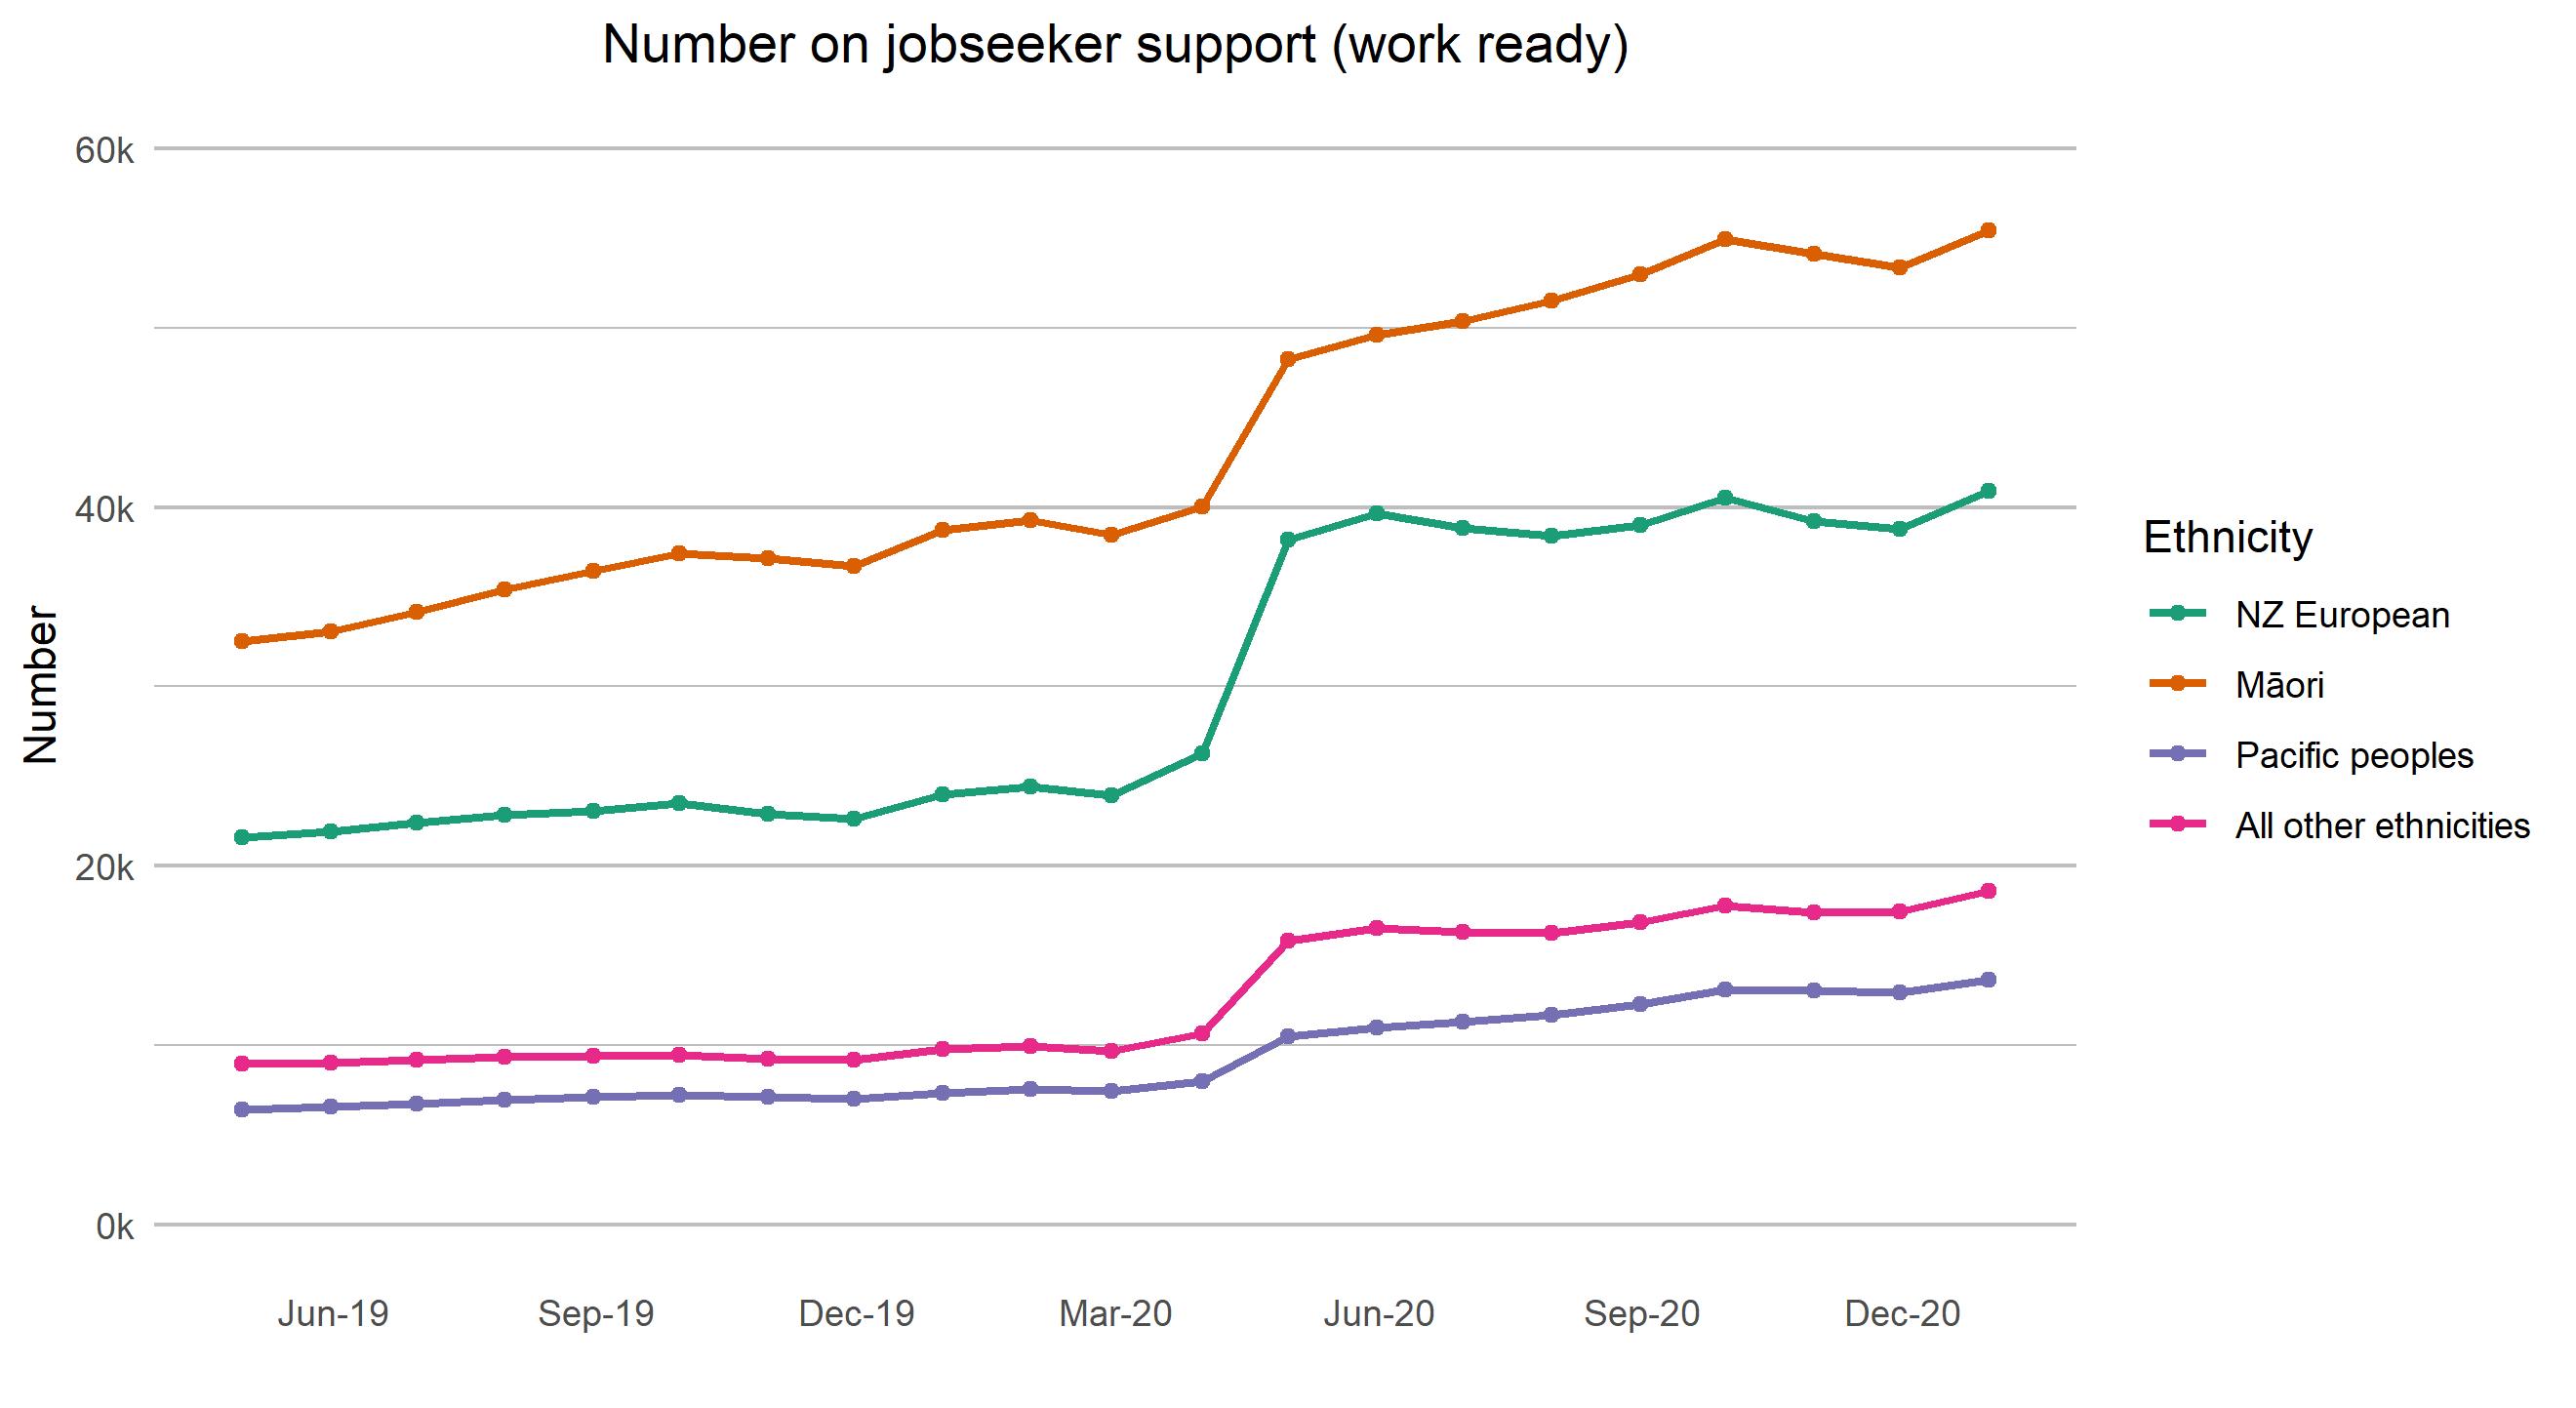 Number on jobseeker support (work ready)
60k
40k
20k
0k
Number
Jun-19
Sep-19
Dec-19
Mar-20
Jun-20
Sep-20
Dec-20
Ethnicity
NZ European
Māori
Pacific peoples
All other ethnicities